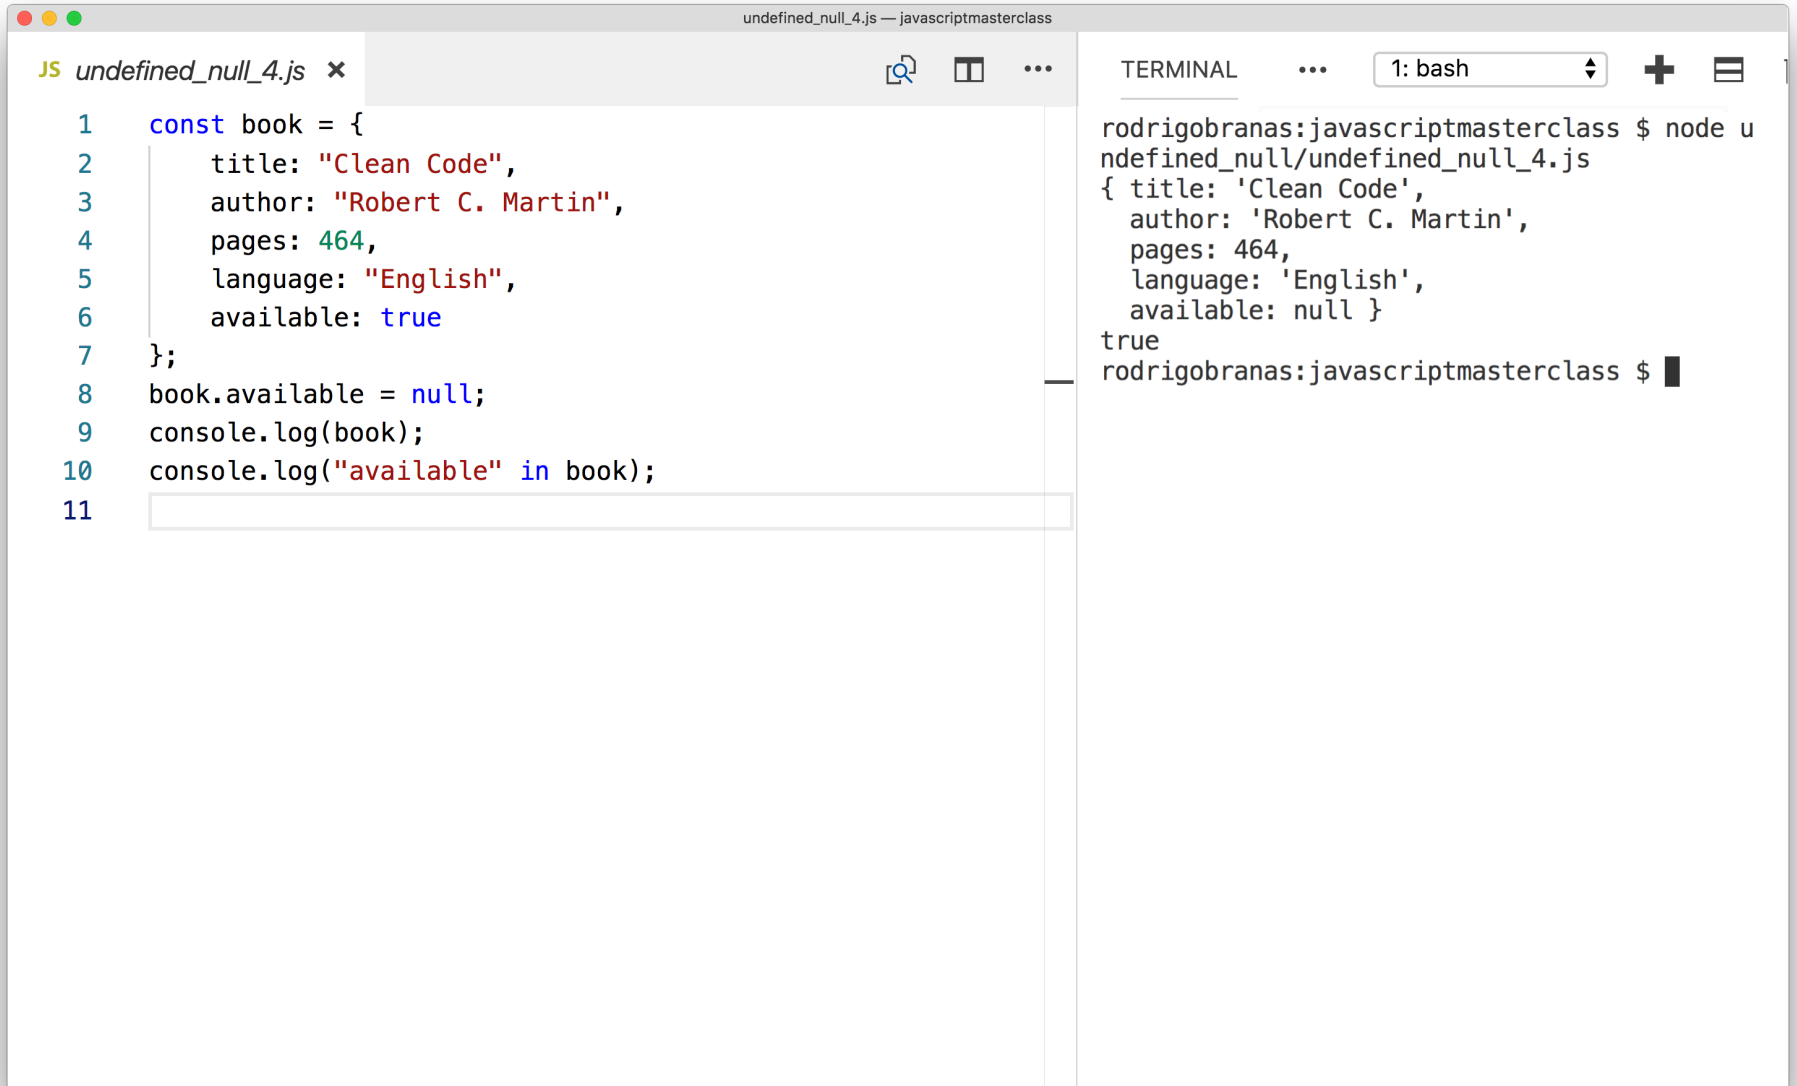 undefined_null_4.js — javascriptmasterclass
JS undefined_null_4.js
1 const book = {
2 title: "Clean Code",
3 author: "Robert C. Martin",
4 pages: 464,
5 language: "English",
6 available: true
7 };
8 book.available = null;
9 console.log(book);
10 console.log("available" in book);
11
TERMINAL
1: bash
rodrigobranas:javascriptmasterclass $ node u
ndefined_null/undefined_null_4.js
{ title: 'Clean Code',
author: 'Robert C. Martin',
pages: 464,
language: 'English',
available: null }
true
rodrigobranas:javascriptmasterclass $